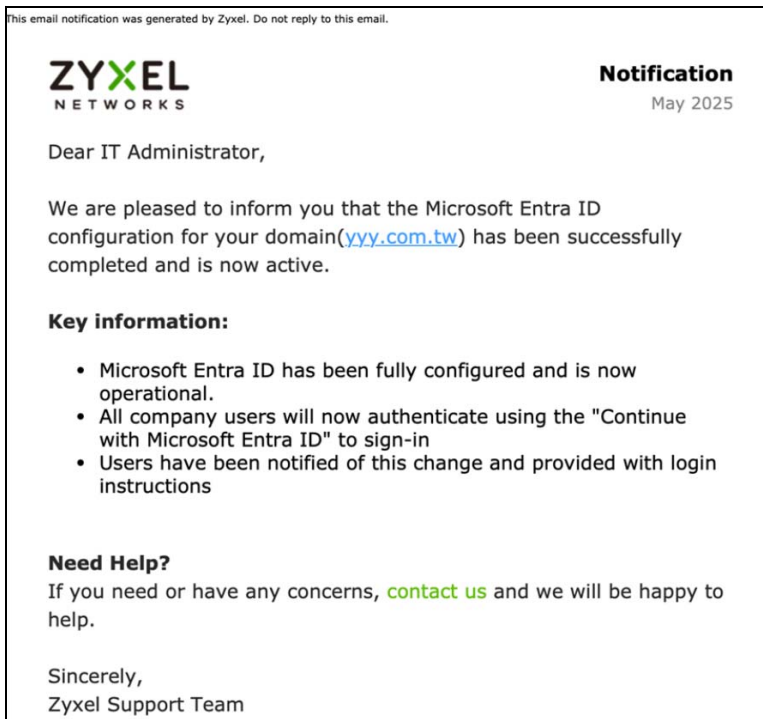 This email notification was generated by Zyxel. Do not reply to this email.
ZYXEL
NETWORKS
Notification
May 2025
Dear IT Administrator,
We are pleased to inform you that the Microsoft Entra ID
configuration for your domain(yyy.com.tw) has been successfully
completed and is now active.
Key information:
• Microsoft Entra ID has been fully configured and is now
operational.
• All company users will now authenticate using the "Continue
with Microsoft Entra ID" to sign-in
• Users have been notified of this change and provided with login
instructions
Need Help?
If you need or have any concerns, contact us and we will be happy to
help.
Sincerely,
Zyxel Support Team